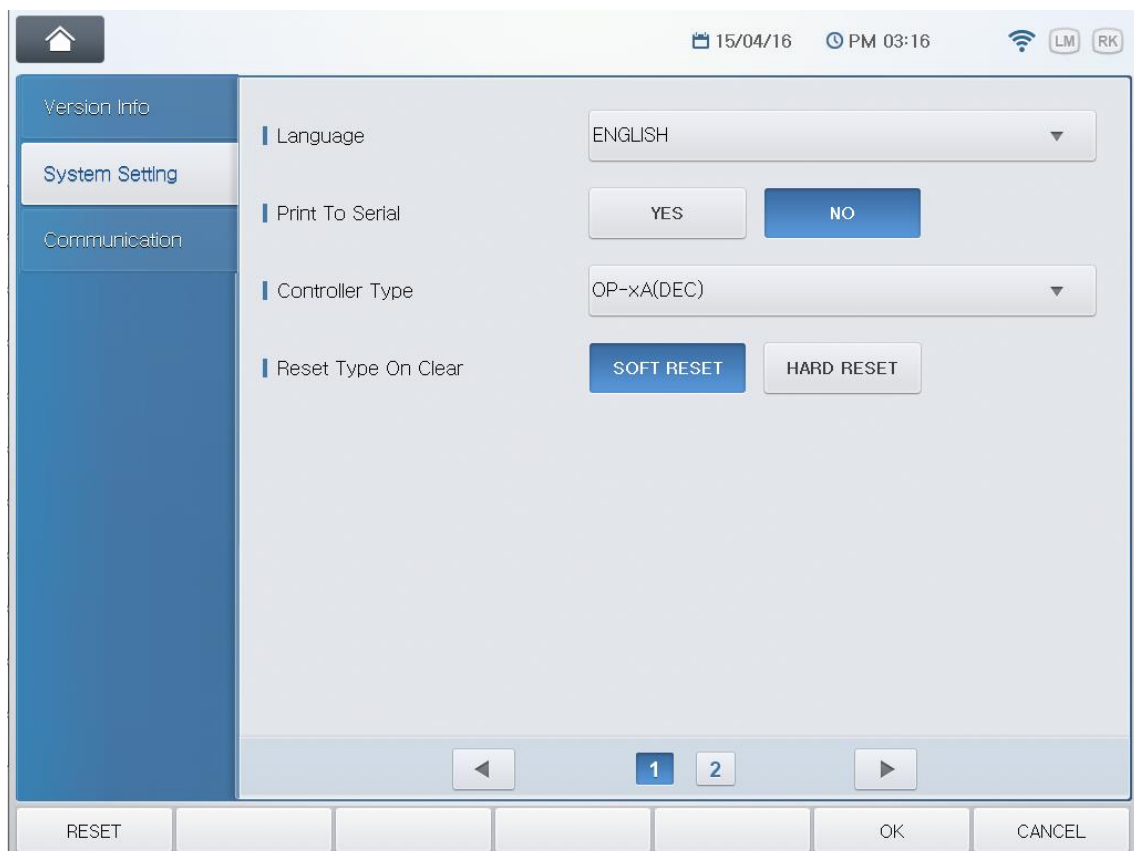 15/04/16 PM 03:16 LM RK
Version Info
System Setting
Communication
Language ENGLISH
Print To Serial YES NO
Controller Type OP-xA(DEC)
Reset Type On Clear SOFT RESET HARD RESET
1 2
RESET OK CANCEL